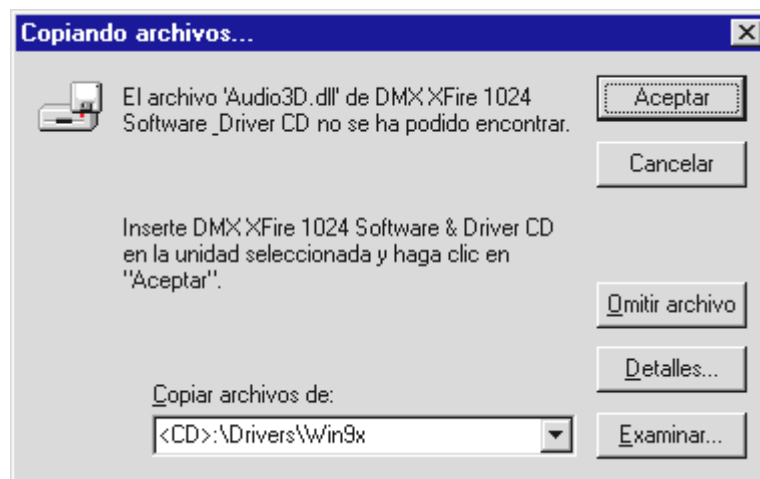 Copiando archivos...
El archivo 'Audio3D.dll' de DMX XFire 1024
Software _Driver CD no se ha podido encontrar.
Aceptar
Cancelar
Inserte DMX XFire 1024 Software & Driver CD
en la unidad seleccionada y haga clic en
"Aceptar".
Omitir archivo
Detalles...
Copiar archivos de:
<CD>:\Drivers\Win9x
Examinar...